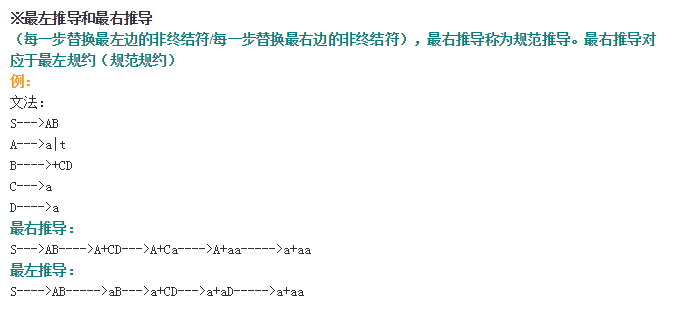 ※最左推导和最右推导
（每一步替换最左边的非终结符/每一步替换最右边的非终结符），最右推导称为规范推导。最右推导对
应于最左规约（规范规约）
例：
文法：
S--->AB
A--->a|t
B---->+CD
C--->a
D---->a
最右推导：
S--->AB---->A+CD--->A+Ca---->A+aa----->a+aa
最左推导：
S---->AB----->aB--->a+CD--->a+aD----->a+aa